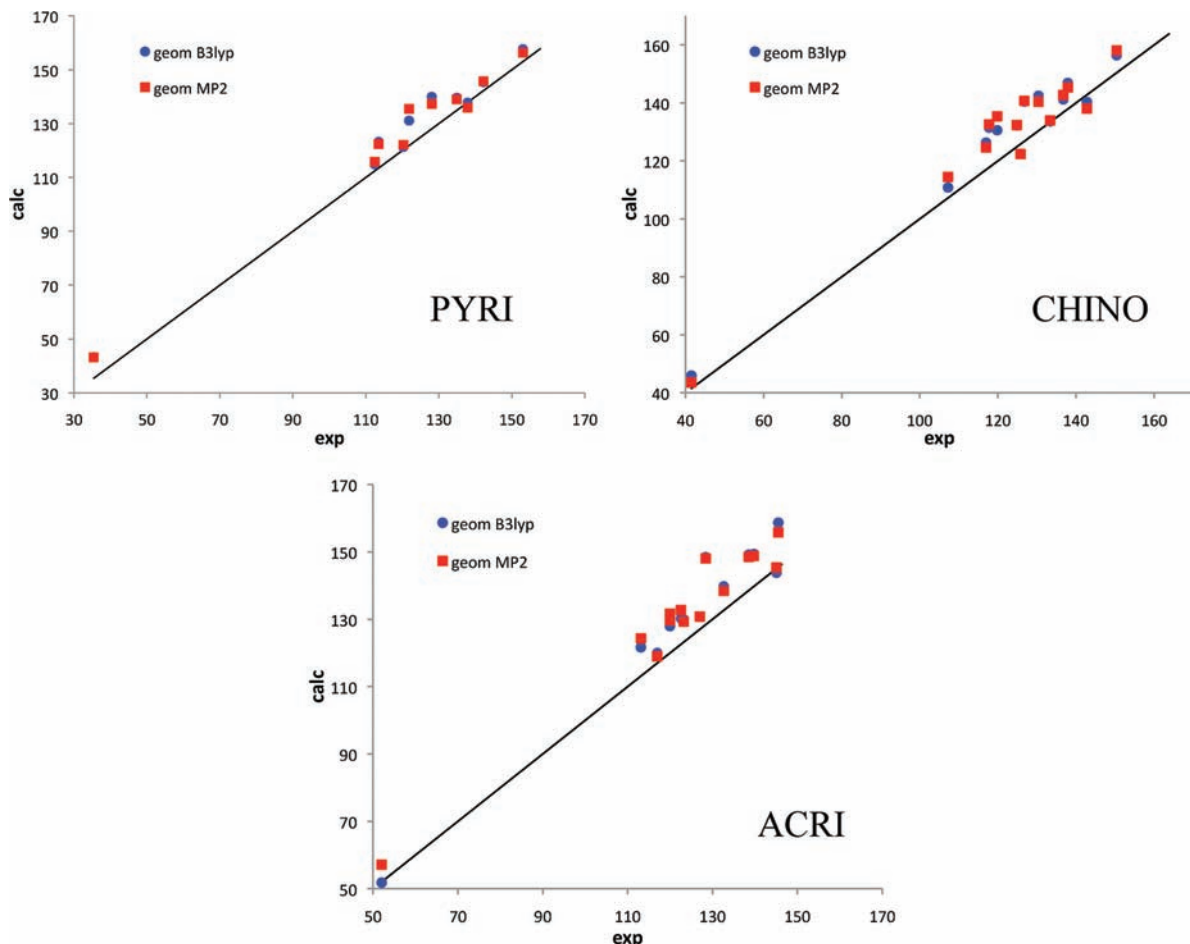 170
150
130
110
90
70
50
30
calc
geom B3lyp
geom MP2
PYRI
30 50 70 90 110 130 150 170
exp
160
140
120
100
80
60
40
calc
geom B3lyp
geom MP2
CHINO
40 60 80 100 120 140 160
exp
170
150
130
110
90
70
50
calc
geom B3lyp
geom MP2
ACRI
50 70 90 110 130 150 170
exp